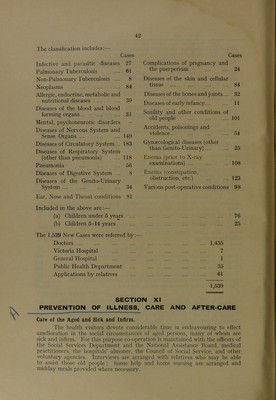 42
The classification includes:—
Cases
Infective and parasitic diseases 27
Pulmonary Tuberculosis 61
Non-Pulmonary Tuberculosis 8
Neoplasms 84
Allergic, endocrine, metabolic and
nutritional diseases 59
Diseases of the blood and blood
forming organs 31
Mental, psychoneurotic disorders –
Diseases of Nervous System and
Sense Organs 149
Diseases of Circulatory System 183
Diseases of Respiratory System
(other than pneumonia) 118
Pneumonia 56
Diseases of Digestive System 8
Diseases of the Genito-Urinary
System 34
Ear, Nose and Throat conditions
Cases
Complications of pregnancy and
the puerperium 24
Diseases of the skin and cellular
tissue 84
Diseases of the bones and joints 32
Diseases of early infancy 11
Senility and other conditions of
old people 101
Accidents, poisonings and
violence 54
Gynaecological diseases (other
than Genito-Urinary) 23
Enema (prior to X-ray
examinations) 108
Enema (constipation,
obstruction, etc.) 123
Various post-operative conditions 98
Included in the above are:—
(a) Children under 5 years 76
(b) Children 5–14 years 25
The 1,539 New Cases were referred by:—
Doctors 1,435
Victoria Hospital 7
General Hospital 1
Public Health Department 35
Applications by relatives 61
1,539
SECTION XI
PREVENTION OF ILLNESS, CARE AND AFTER-CARE
Care of the Aged and Sick and Infirm.
The health visitors devote considerable time in endeavouring to effect
amelioration in the social circumstances of aged persons, many of whom are
sick and infirm. For this purpose co-operation is maintained with the officers of
the Social Services Department and the National Assistance Board, medical
practitioners, the hospitals' almoner, the Council of Social Service, and other
voluntary agencies. Interviews are arranged with relatives who may be able
to assist these old people; home help and home nursing are arranged and
midday meals provided where necessary.